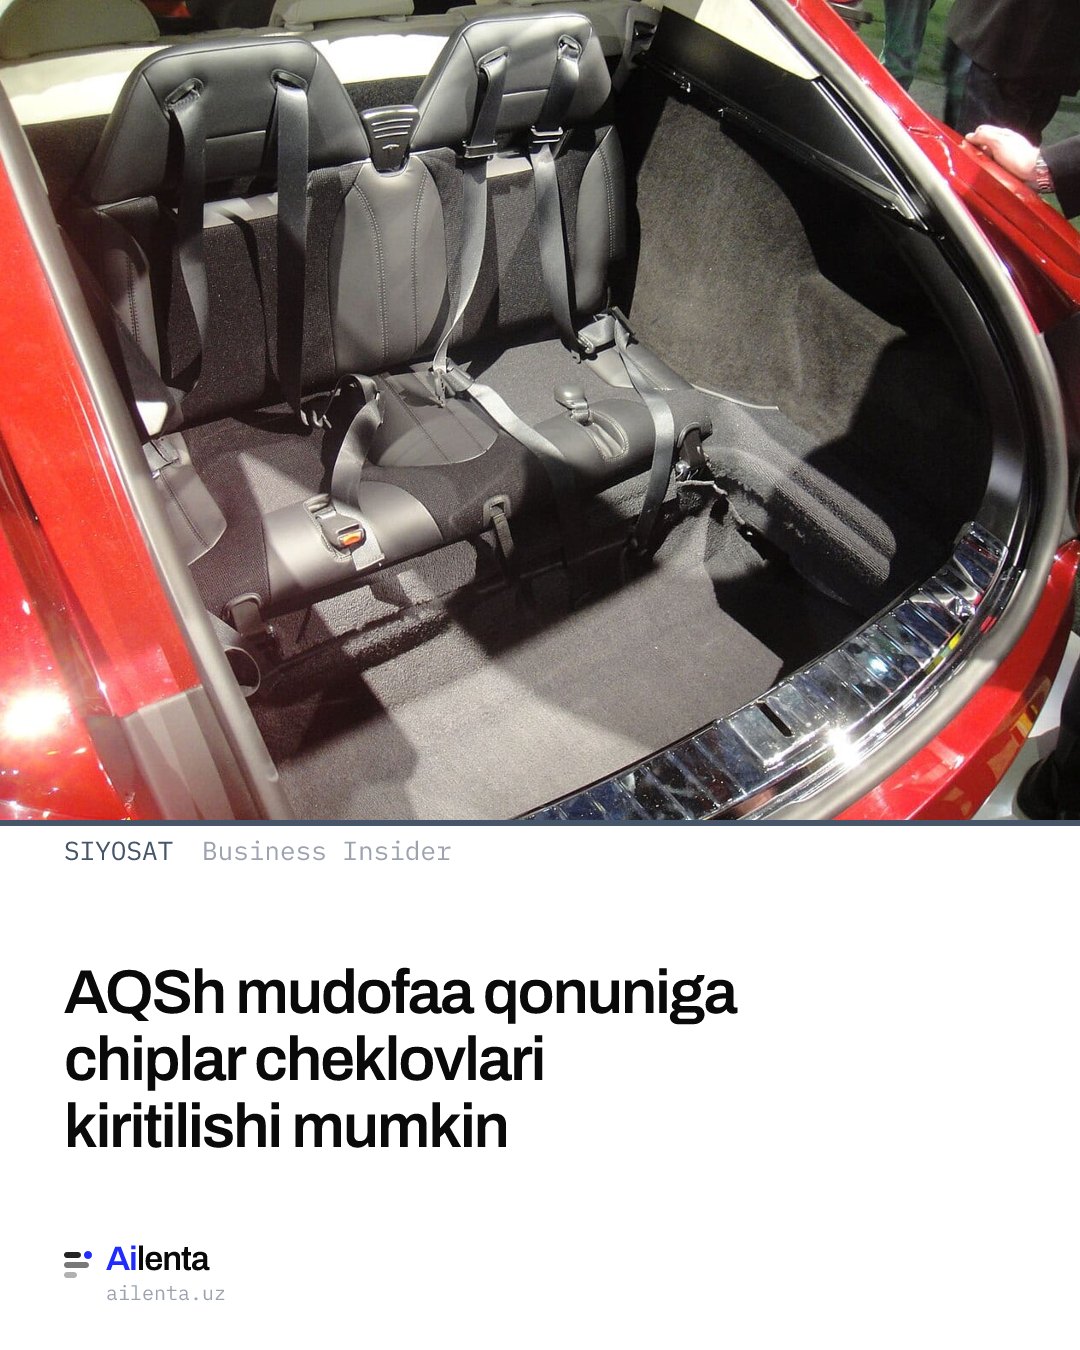 SIYOSAT Business Insider
AQSh mudofaa qonuniga
chiplar cheklovlari
kiritilishi mumkin
Ailenta
ailenta.uz